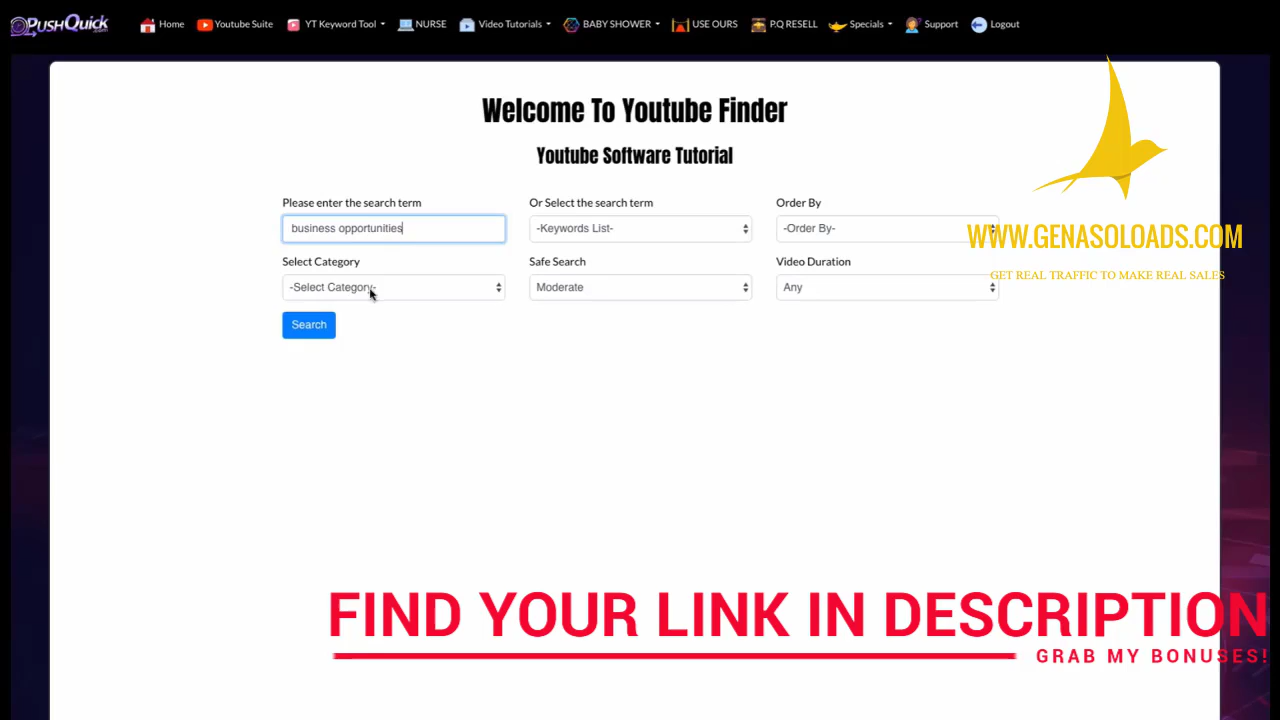 PUSHQUICK
.com
Home
Youtube Suite
YT Keyword Tool
NURSE
Video Tutorials
BABY SHOWER
USE OURS
P.Q RESELL
Specials
Support
Logout
Welcome To Youtube Finder
Youtube Software Tutorial
Please enter the search term
Or Select the search term
Order By
business opportunities
-Keywords List-
-Order By-
WWW.GENASOLOADS.COM
Select Category
Safe Search
Video Duration
GET REAL TRAFFIC TO MAKE REAL SALES
-Select Category-
Moderate
Any
Search
FIND YOUR LINK IN DESCRIPTION
GRAB MY BONUSES!